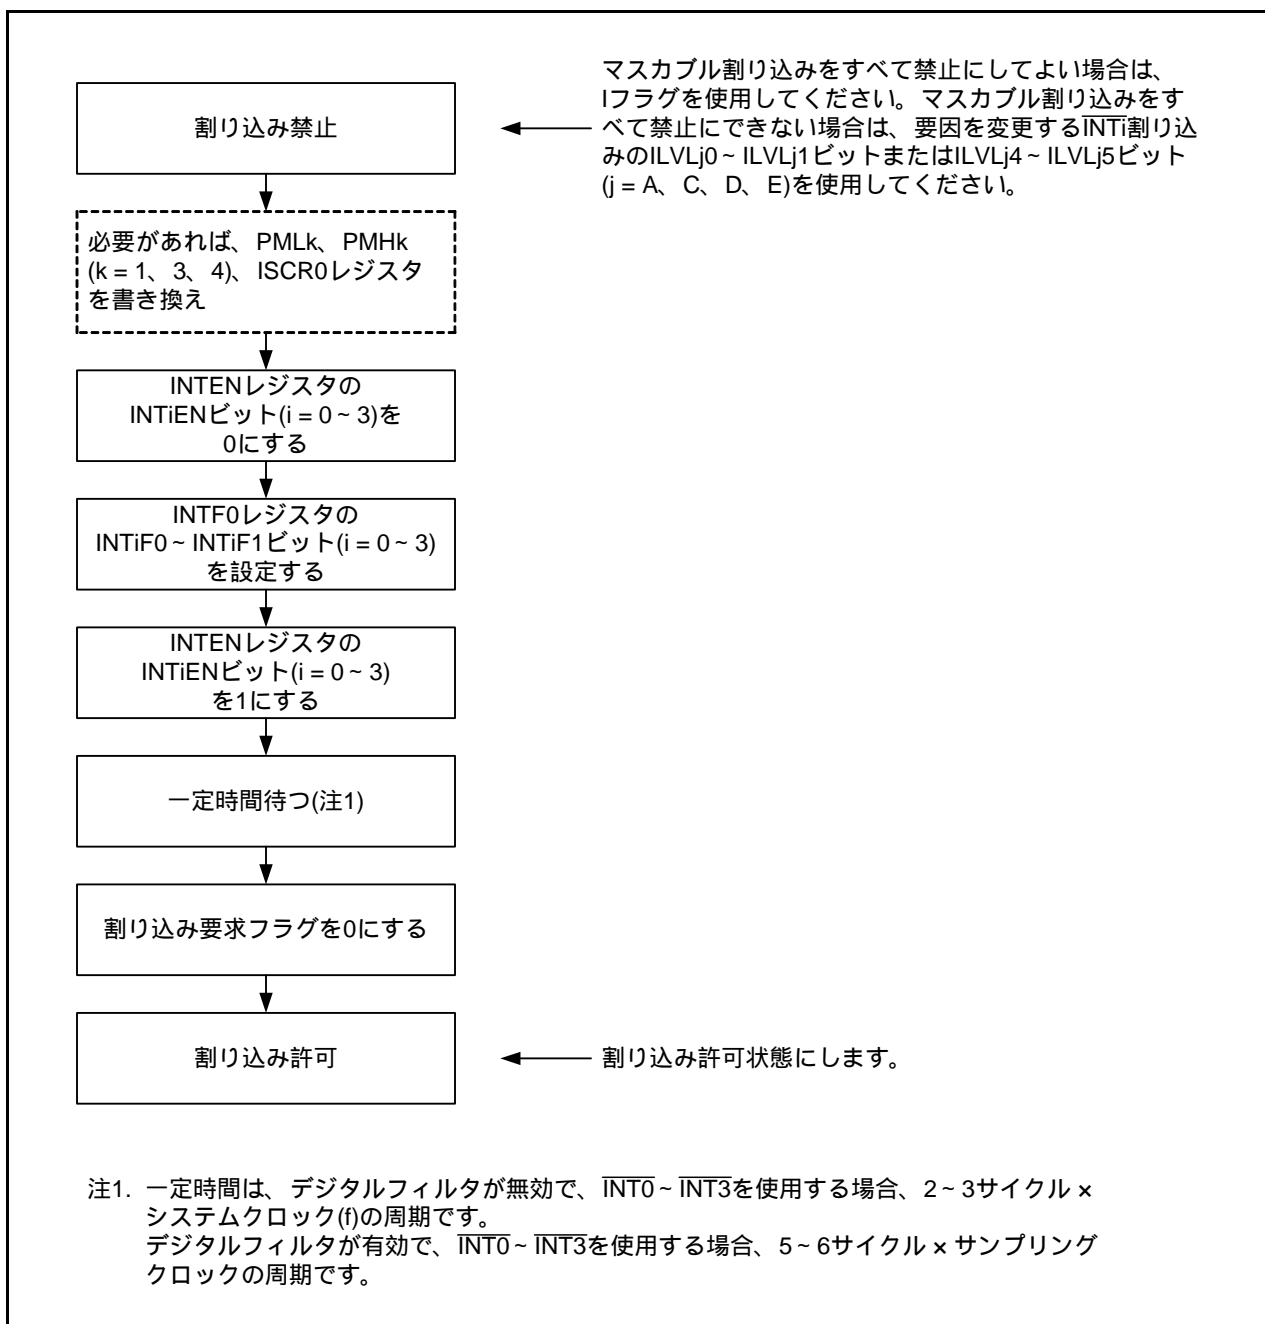 割り込み禁止
マスカブル割り込みをすべて禁止にしてよい場合は、
Iフラグを使用してください。マスカブル割り込みをす
べて禁止にできない場合は、要因を変更するINTi割り込
みのILVLj0~ILVLj1ビットまたはILVLj4~ILVLj5ビット
(j = A、C、D、E)を使用してください。
必要があれば、PMLk、PMHk
(k = 1、3、4)、ISCR0レジスタ
を書き換え
INTENレジスタの
INTiENビット(i = 0~3)を
0にする
INTF0レジスタの
INTiF0~INTiF1ビット(i = 0~3)
を設定する
INTENレジスタの
INTiENビット(i = 0~3)
を1にする
一定時間待つ(注1)
割り込み要求フラグを0にする
割り込み許可
割り込み許可状態にします。
注1. 一定時間は、デジタルフィルタが無効で、INT0~INT3を使用する場合、2~3サイクル ×
システムクロック(f)の周期です。
デジタルフィルタが有効で、INT0~INT3を使用する場合、5~6サイクル × サンプリング
クロックの周期です。